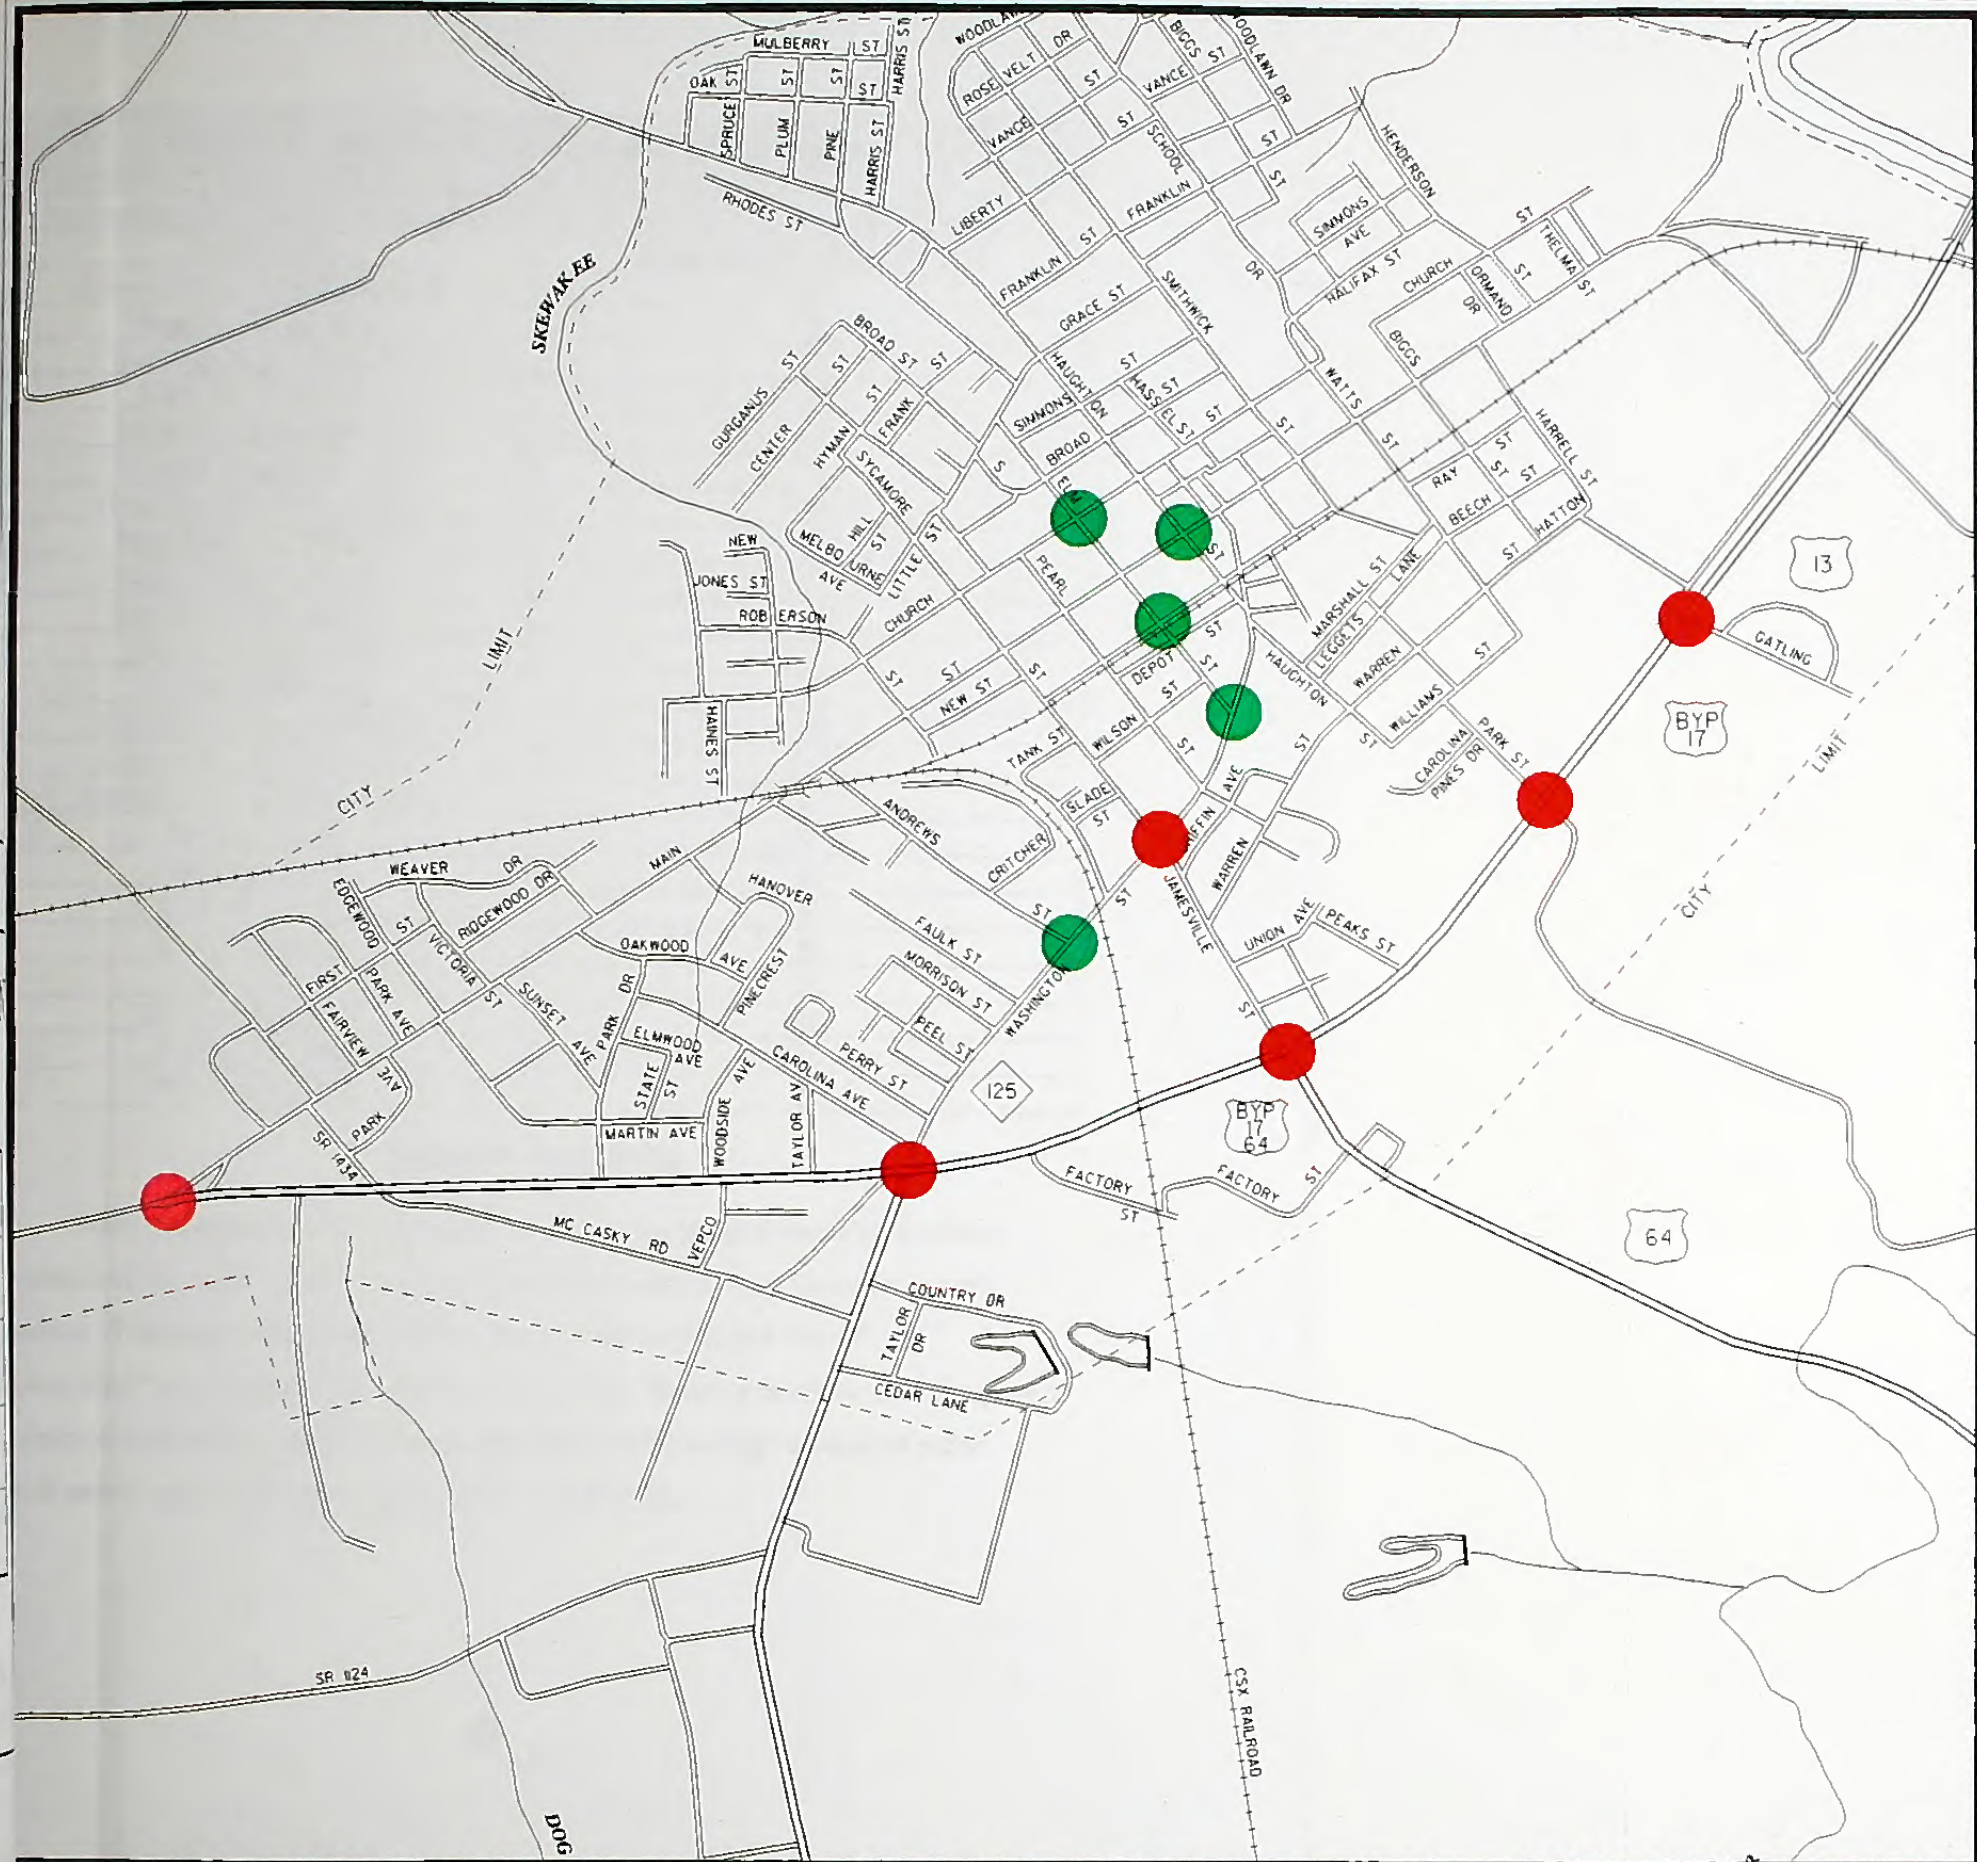 MULBERRY ST
HARRIS ST
OAK ST
ST
ST
ST
SPRUCE
PLUM
PINE
HARRIS ST
RHODES ST
WOODLAWN
DR
ROSE VELT
ST
VANCE
BIGGS ST
VANCE
ST
SCHOOL
ST
ST
HENDERSON
LIBERTY
FRANKLIN
ST
FRANKLIN
SIMMONS
AVE
HALIFAX ST
DR
CHURCH
ST
THELMA ST
ORMAND
DR
ST
SKEWAKEE
GRACE ST
SMITHWICK
BROAD ST
ST
ST
ST
GURGANUS
CENTER
HYMAN
FRANK
SYCAMORE
HAUGHTON
ST
HASSEL ST
SIMMONS
BROAD
ST
ST
WATTS
ST
BIGGS
HARRELL ST
S
ELM
RAY
ST
ST
ST
BEECH
HATTON
ST
HILL
ST
MELBO URNE
AVE
LITTLE ST
NEW
JONES ST
ROB ERSON
CHURCH
PEARL
ST
MARSHALL ST
LEGGETS LANE
13
GATLING
LIMIT
CITY
HAINES ST
ST
ST
NEW ST
ST
DEPOT
ST
ST
ST
WILSON
ST
TANK ST
HAUGHTON
ST
WARREN
WILLIAMS
ST
PARK ST
CAROLINA
PINES DR
BYP
17
LIMIT
CITY
SLADE
ST
CRITCHER
ANDREWS
ST
ST
AVE
WARREN
ST
JAMESVILLE
ST
WEAVER DR
RIDGEWOOD DR
EDGEWOOD
ST
MAIN
HANOVER
AVE
PINECREST
OAKWOOD
VICTORIA ST
FIRST
PARK AVE
FAIRVIEW
AVE
PARK
SUNSET
AVE
PARK DR
ELMWOOD
AVE
STATE
ST
MARTIN AVE
WOODSIDE AVE
TAYLOR AV
CAROLINA AVE
PERRY ST
PEEL ST
MORRISON ST
FAULK ST
WASHINGTON
125
UNION AVE
PEAKS ST
BYP
17
64
SR 1434
FACTORY
ST
FACTORY
ST
64
MC CASKY RD
VEPCO
COUNTRY DR
TAYLOR
DR
CEDAR LANE
CSX RAILROAD
DOG